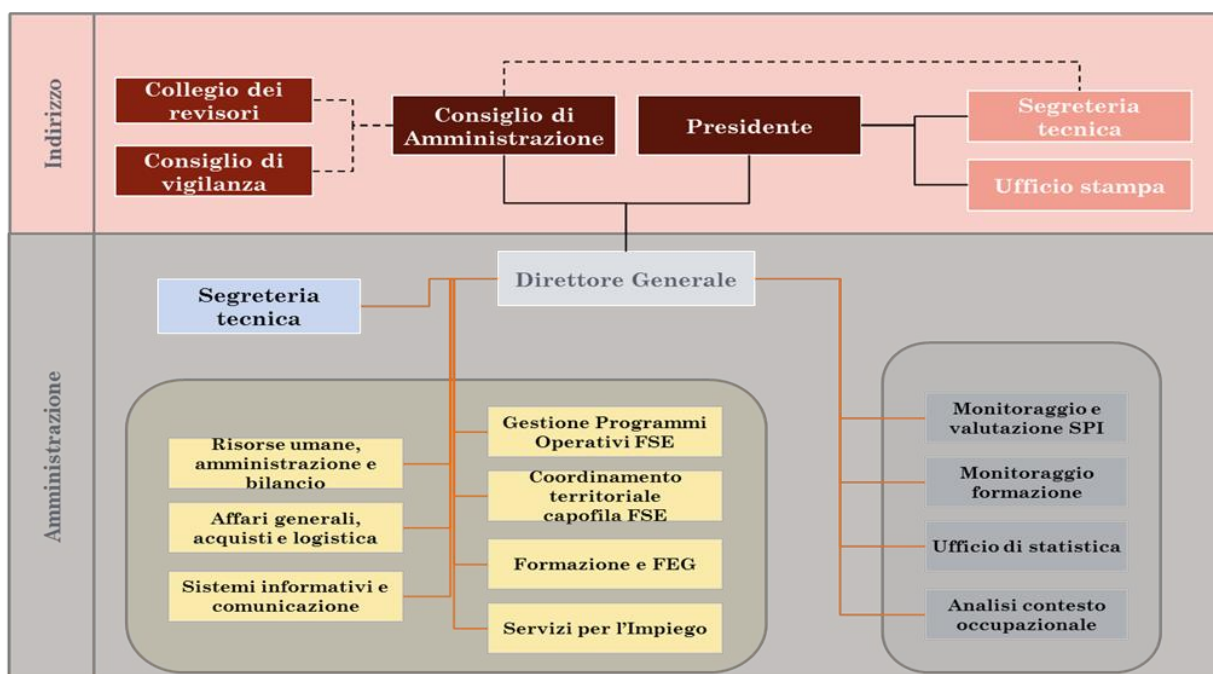 Indirizzo
Collegio dei
revisori
Consiglio di
vigilanza
Consiglio di
Amministrazione
Presidente
Segreteria
tecnica
Ufficio stampa
Amministrazione
Direttore Generale
Segreteria
tecnica
Risorse umane,
amministrazione e
bilancio
Affari generali,
acquisti e logistica
Sistemi informativi e
comunicazione
Gestione Programmi
Operativi FSE
Coordinamento
territoriale
capofila FSE
Formazione e FEG
Servizi per l'Impiego
Monitoraggio e
valutazione SPI
Monitoraggio
formazione
Ufficio di statistica
Analisi contesto
occupazionale